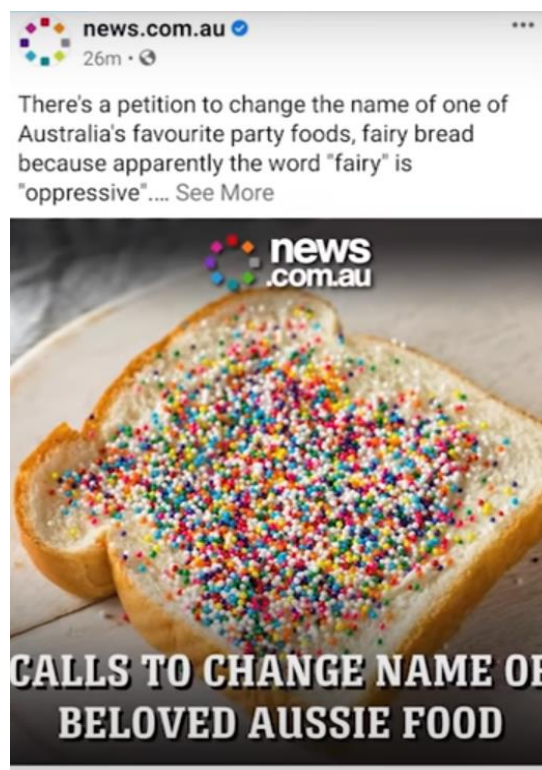 news.com.au
26m
There's a petition to change the name of one of
Australia's favourite party foods, fairy bread
because apparently the word "fairy" is
"oppressive".... See More
news
.com.au
CALLS TO CHANGE NAME OF
BELOVED AUSSIE FOOD